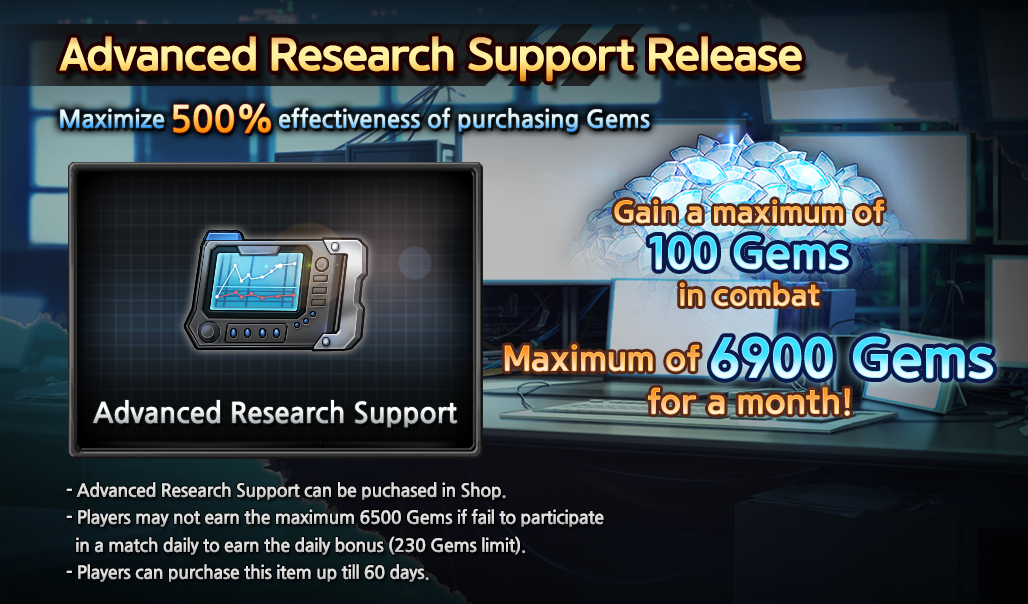 Advanced Research Support Release
Maximize 500% effectiveness of purchasing Gems
Gain a maximum of
100 Gems
in combat
Maximum of 6900 Gems
for a month!
Advanced Research Support
- Advanced Research Support can be puchased in Shop.
- Players may not earn the maximum 6500 Gems if fail to participate
in a match daily to earn the daily bonus (230 Gems limit).
- Players can purchase this item up till 60 days.